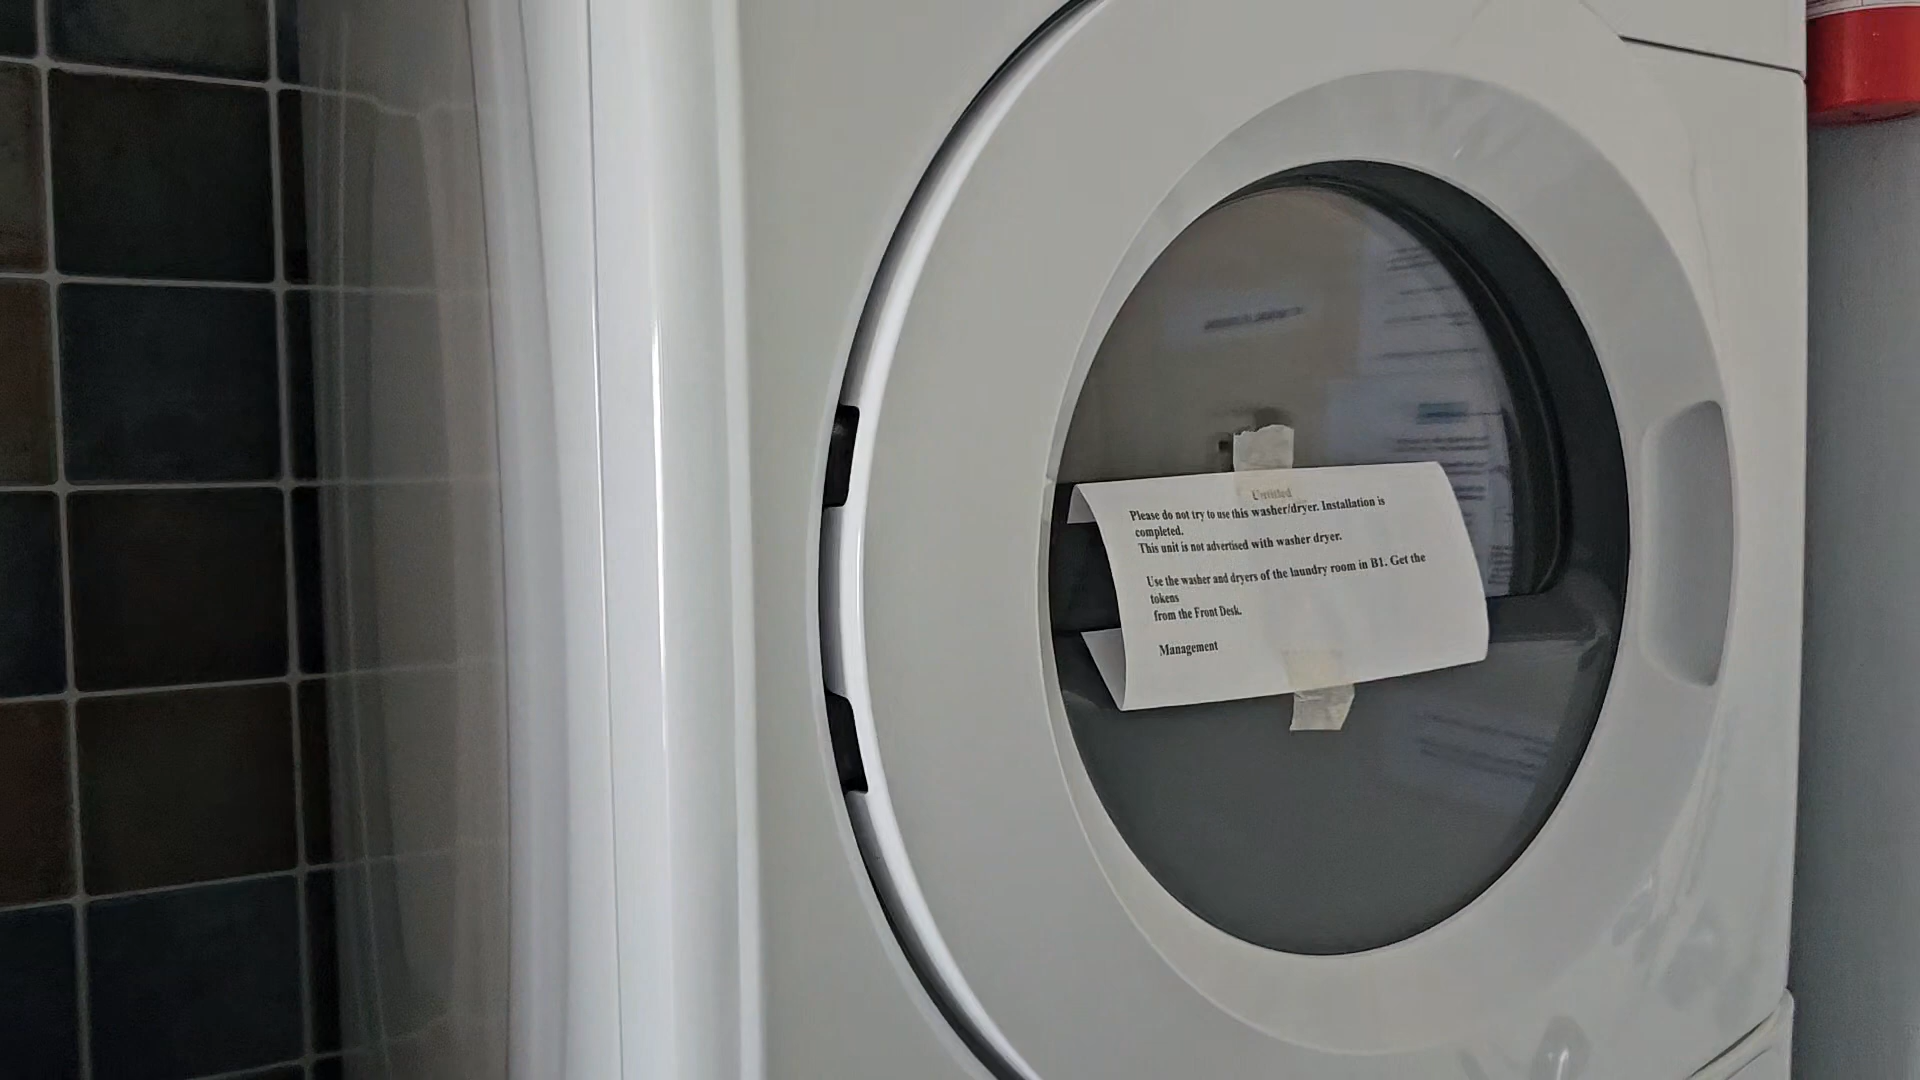 Untitled
Please do not try to use this washer/dryer. Installation is
completed.
This unit is not advertised with washer dryer.
Use the washer and dryers of the laundry room in B1. Get the
tokens
from the Front Desk.
Management